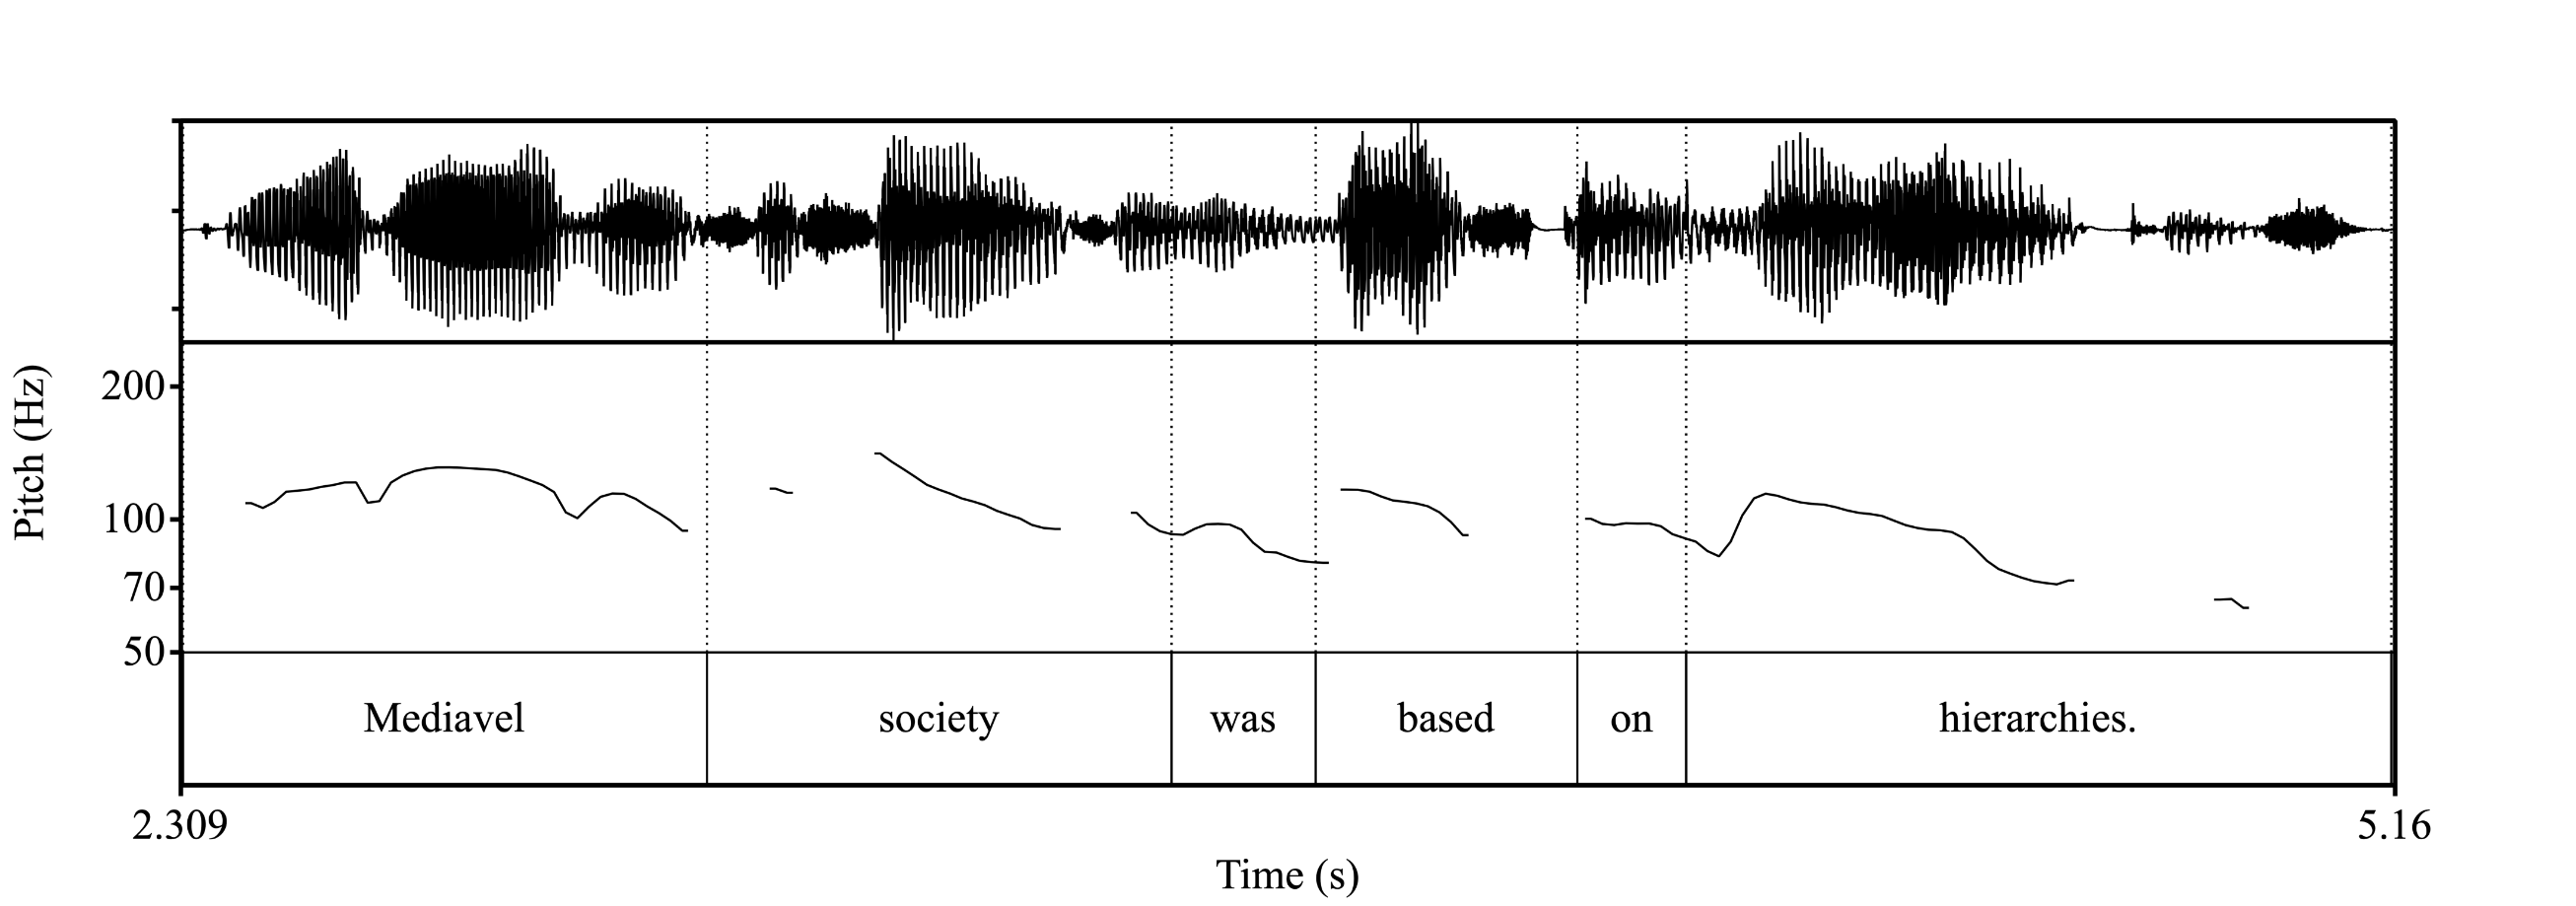 Pitch (Hz)
200
100
70
50
Mediavel society was based on hierarchies.
2.309 5.16
Time (s)